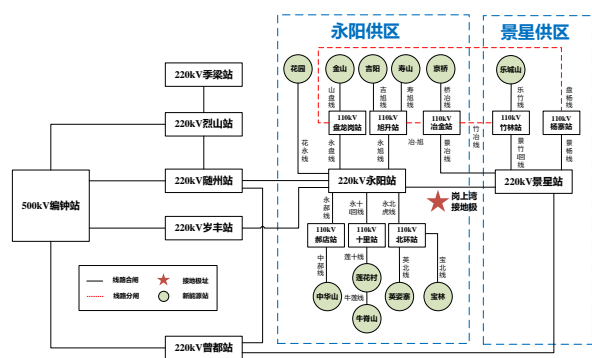 永阳供区
景星供区
花园
金山
吉阳
寿山
京桥
乐城山
220kV季梁站
山盘线
吉旭线
寿旭线
桥冶线
乐竹线
盘杨线
220kV烈山站
110kV
盘龙岗站
110kV
旭升站
110kV
冶金站
110kV
竹林站
110kV
杨寨站
冶-旭
竹冶线
花永线
永盘线
永旭线
景冶线
景竹I回线
景杨线
500kV编钟站
220kV随州站
220kV永阳站
220kV景星站
岗上湾
接地极
永郝线
永十I回线
永北虎线
220kV岁丰站
110kV
郝店站
110kV
十里站
110kV
北环站
中郝线
莲十线
英北线
宝北线
线路合闸
接地极址
线路分闸
新能源站
莲花村
中华山
牛莲线
英姿寨
宝林
牛脊山
220kV曾都站